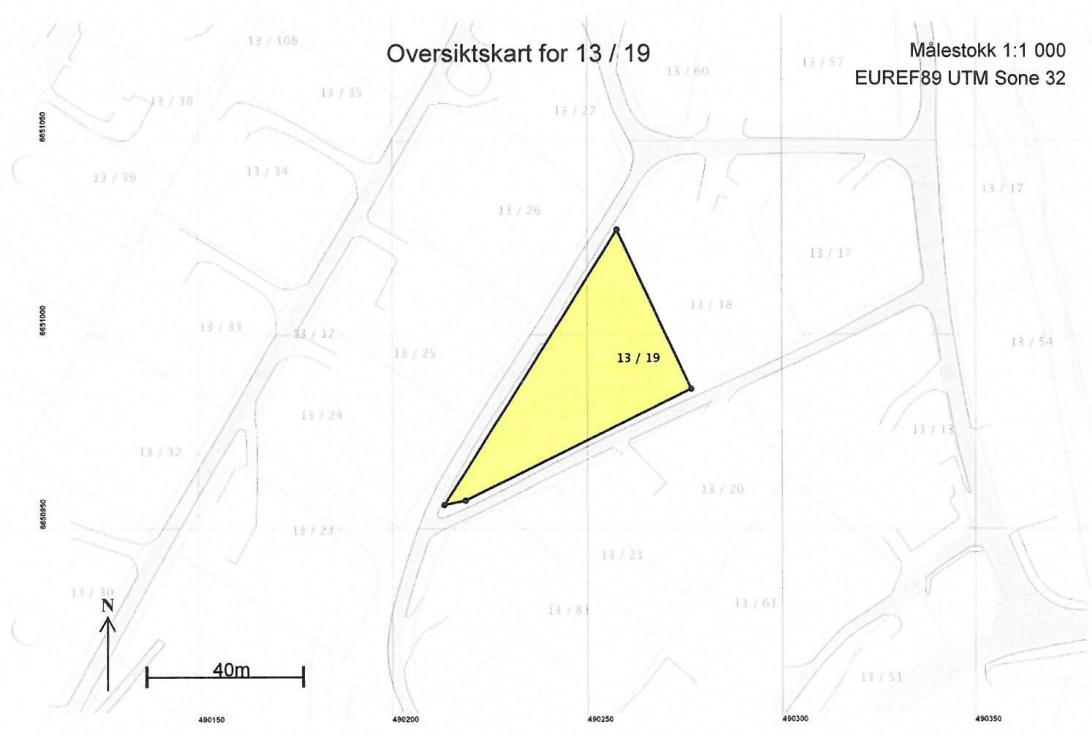 Oversiktskart for 13 / 19
Målestokk 1:1 000
EUREF89 UTM Sone 32
13 / 108
13 / 60
13 / 57
13 / 38
13 / 35
13 / 27
6651050
13 / 39
13 / 34
13 / 17
13 / 26
13 / 17
13 / 18
6651000
13 / 33
13 / 12
13 / 25
13 / 19
13 / 54
13 / 24
13 / 13
13 / 32
13 / 20
6650950
13 / 23
13 / 21
13 / 30
N
13 / 81
13 / 61
40m
13 / 51
490150
490200
490250
490300
490350